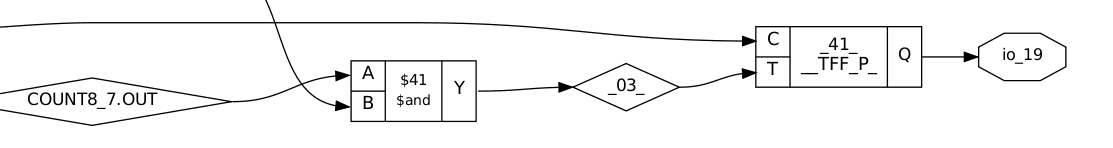 COUNT8_7.OUT
A
B
$41
$and
Y
_03_
C
T
_41_
__TFF_P_
Q
io_19